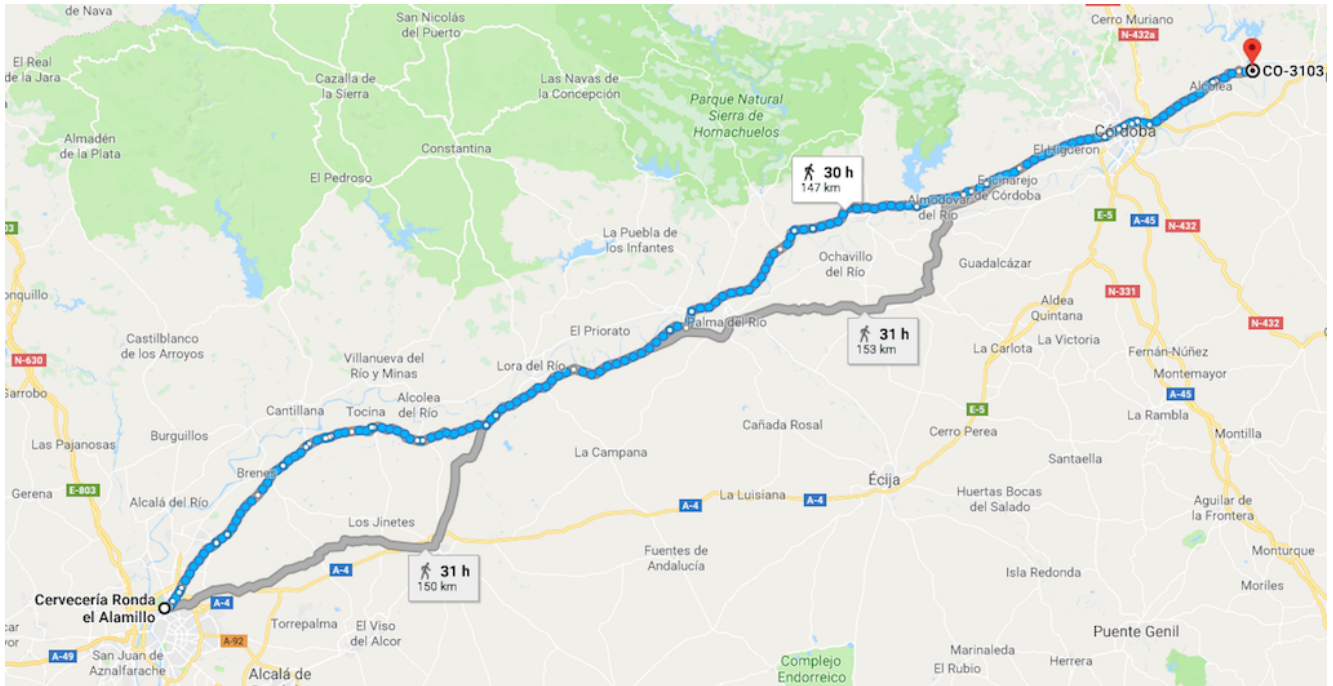 Cerro Muriano
N-432a
San Nicolás
del Puerto
El Real
de la Jara
Cazalla de
la Sierra
Las Navas de
la Concepción
Parque Natural
Sierra de
Hornachuelos
CO-3103
Alcolea
Almadén
de la Plata
Constantina
Córdoba
El Higueron
El Pedroso
30 h
147 km
Encinarejo
de Córdoba
Almodóvar
del Río
E-5
A-45
N-432
La Puebla de
los Infantes
Ochavillo
del Río
Guadalcázar
N-331
Aldea
Quintana
El Priorato
Palma del Río
31 h
153 km
N-432
Castilblanco
de los Arroyos
La Carlota
La Victoria
Fernán-Núñez
N-630
Villanueva del
Río y Minas
Lora del Río
Montemayor
Garrobo
A-45
Cantillana
Tocina
Alcolea
del Río
E-5
La Rambla
Burguillos
Cañada Rosal
Cerro Perea
Montilla
Las Pajanosas
La Campana
Santaella
Brenes
Écija
E-803
Gerena
Alcalá del Río
La Luisiana
A-4
A-4
Huertas Bocas
del Salado
Aguilar de
la Frontera
Los Jinetes
Fuentes de
Andalucía
Monturque
A-4
31 h
150 km
Isla Redonda
Moriles
Cervecería Ronda
el Alamillo
A-4
Torrepalma
El Viso
del Alcor
Puente Genil
A-92
A-49
San Juan de
Aznalfarache
Alcalá de
Complejo
Endorreico
Marinaleda
El Rubio
Herrera